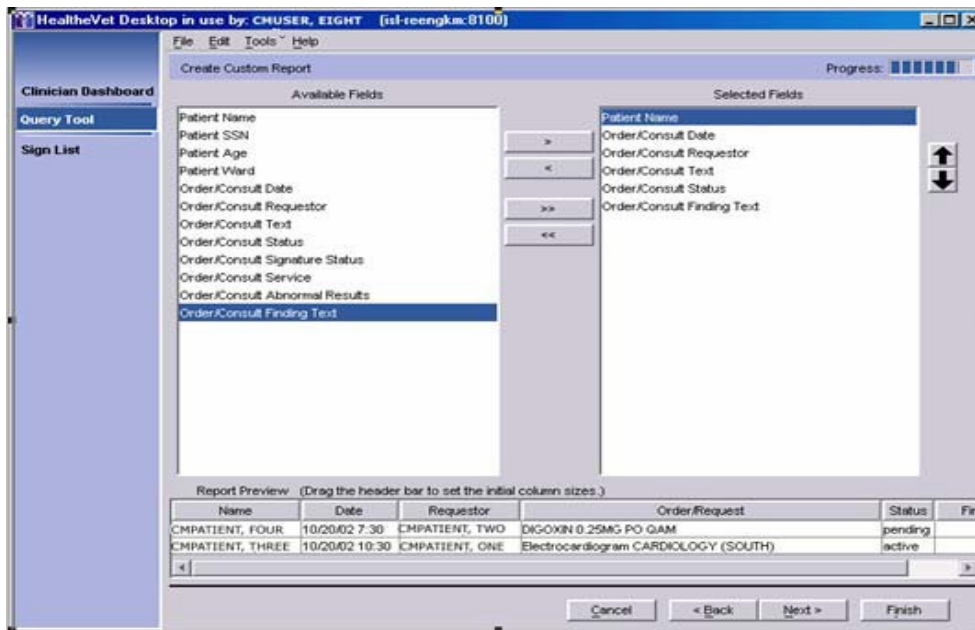 HealtheVet Desktop in use by: CMUSER, EIGHT (isl-reengkm:8100)
File Edit Tools Help
Create Custom Report Progress:
Clinician Dashboard
Query Tool
Sign List
Available Fields
Patient Name
Patient SSN
Patient Age
Patient Ward
Order/Consult Date
Order/Consult Requestor
Order/Consult Text
Order/Consult Status
Order/Consult Signature Status
Order/Consult Service
Order/Consult Abnormal Results
Order/Consult Finding Text
>
<
>>
<<
Selected Fields
Patient Name
Order/Consult Date
Order/Consult Requestor
Order/Consult Text
Order/Consult Status
Order/Consult Finding Text
Report Preview (Drag the header bar to set the initial column sizes.)
Name Date Requestor Order/Request Status Fi
CMPATIENT, FOUR 10/20/02 7:30 CMPATIENT, TWO DIGOXIN 0.25MG PO QAM pending
CMPATIENT, THREE 10/20/02 10:30 CMPATIENT, ONE Electrocardiogram CARDIOLOGY (SOUTH) active
Cancel < Back Next > Finish